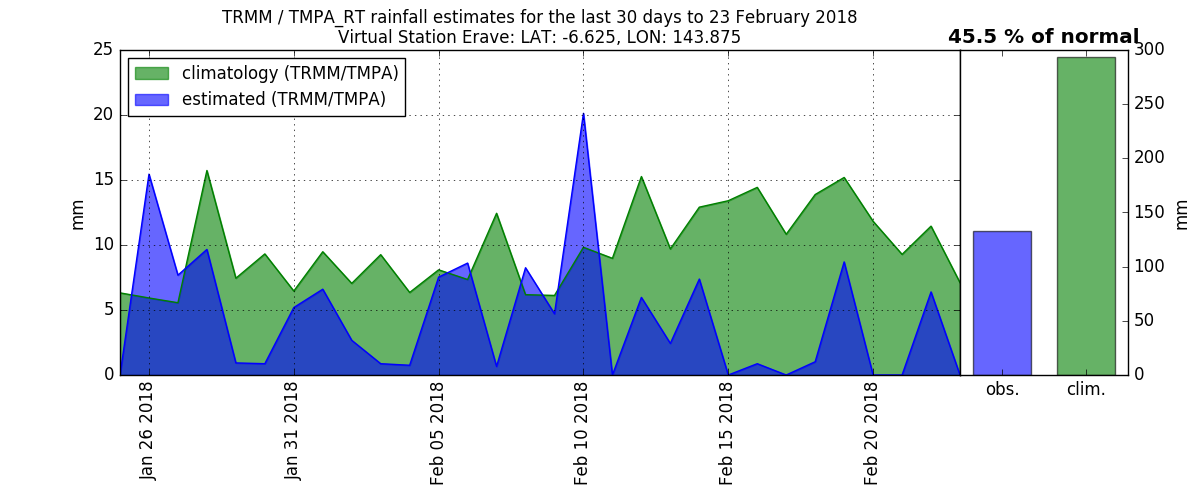 TRMM / TMPA_RT rainfall estimates for the last 30 days to 23 February 2018
Virtual Station Erave: LAT: -6.625, LON: 143.875
45.5 % of normal
climatology (TRMM/TMPA)
estimated (TRMM/TMPA)
25
20
15
10
5
0
mm
Jan 26 2018
Jan 31 2018
Feb 05 2018
Feb 10 2018
Feb 15 2018
Feb 20 2018
obs.
clim.
300
250
200
150
100
50
0
mm